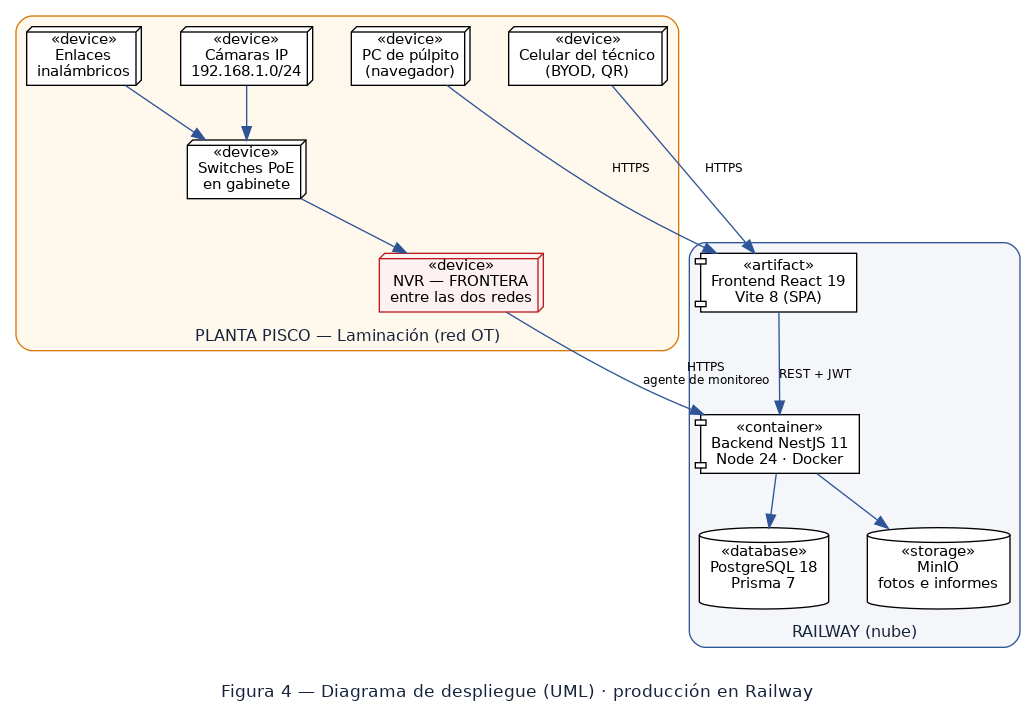 «device»
Enlaces
inalámbricos
«device»
Cámaras IP
192.168.1.0/24
«device»
PC de púlpito
(navegador)
«device»
Celular del técnico
(BYOD, QR)
«device»
Switches PoE
en gabinete
HTTPS
HTTPS
«device»
NVR — FRONTERA
entre las dos redes
PLANTA PISCO — Laminación (red OT)
«artifact»
Frontend React 19
Vite 8 (SPA)
HTTPS
agente de monitoreo
REST + JWT
«container»
Backend NestJS 11
Node 24 · Docker
«database»
PostgreSQL 18
Prisma 7
«storage»
MinIO
fotos e informes
RAILWAY (nube)
Figura 4 — Diagrama de despliegue (UML) · producción en Railway